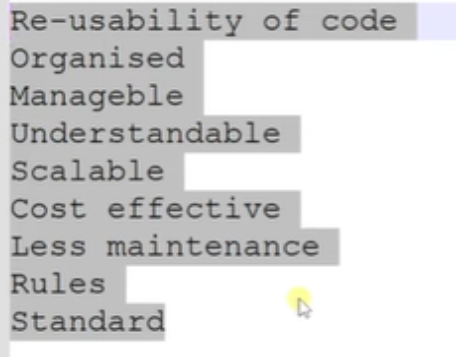 Re-usability of code
Organised
Manageble
Understandable
Scalable
Cost effective
Less maintenance
Rules
Standard